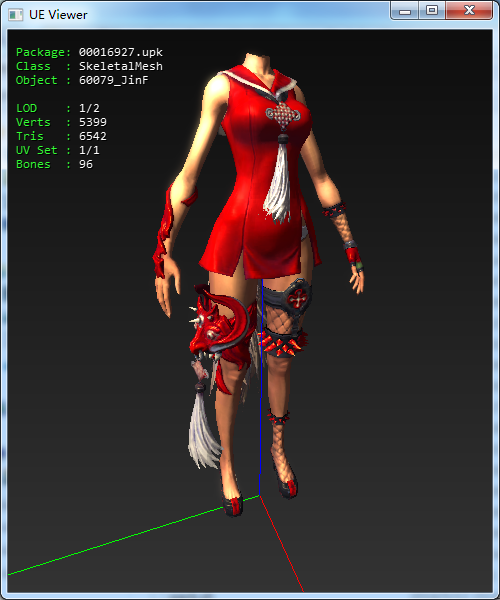 UE Viewer
Package: 00016927.upk
Class : SkeletalMesh
Object : 60079_JinF
LOD : 1/2
Verts : 5399
Tris : 6542
UV Set : 1/1
Bones : 96